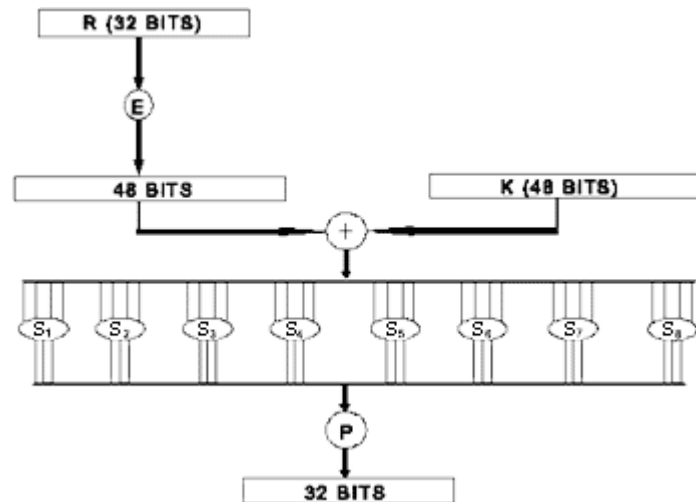 R (32 BITS)
E
48 BITS
K (48 BITS)
+
S₁ S₂ S₃ S₄ S₅ S₆ S₇ S₈
P
32 BITS